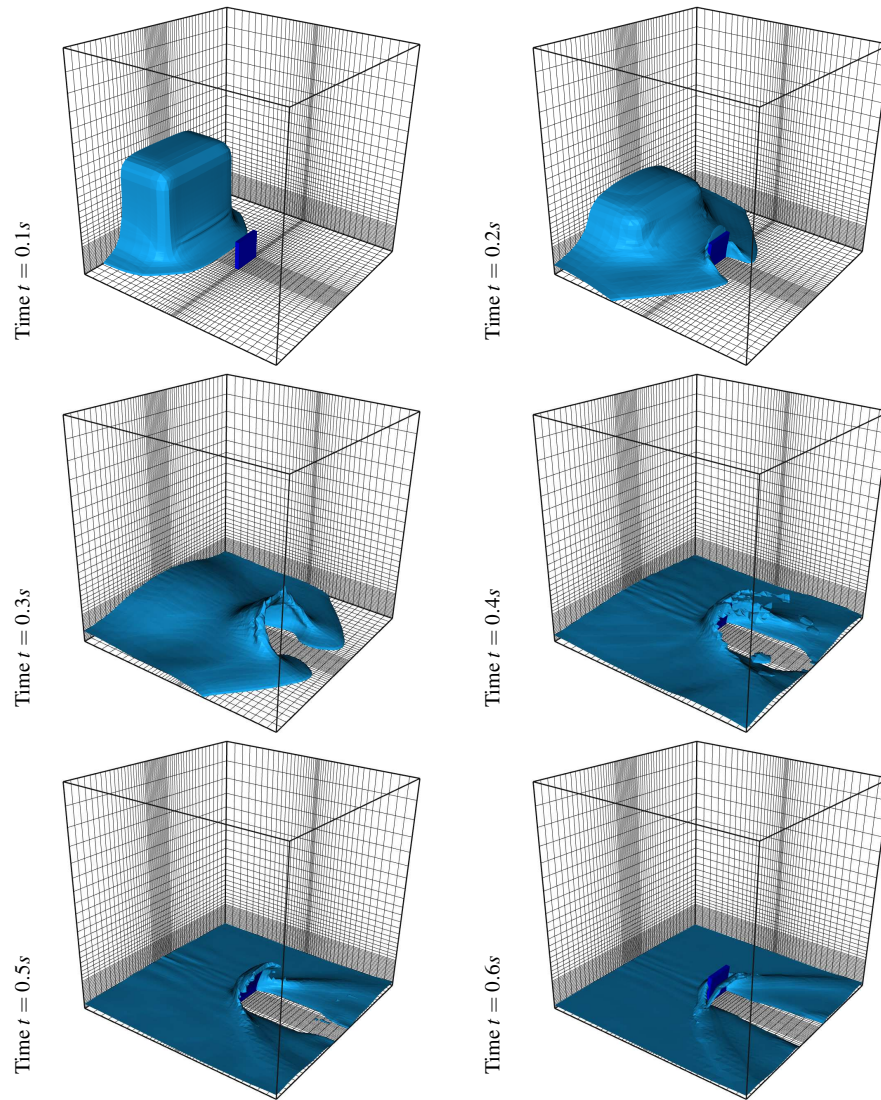 Time t = 0.1s
Time t = 0.2s
Time t = 0.3s
Time t = 0.4s
Time t = 0.5s
Time t = 0.6s